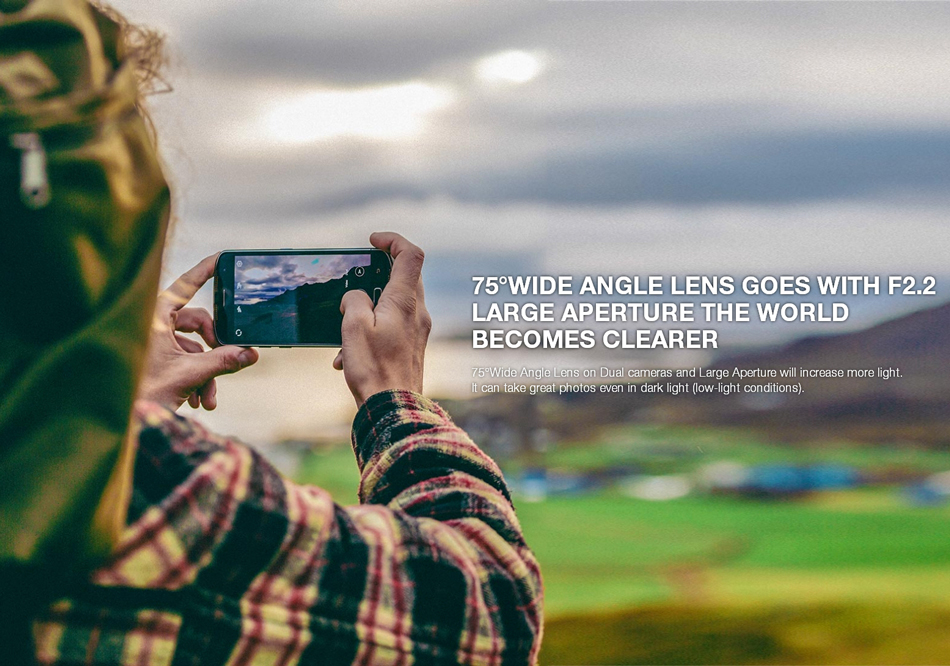 75°WIDE ANGLE LENS GOES WITH F2.2
LARGE APERTURE THE WORLD
BECOMES CLEARER
75°Wide Angle Lens on Dual cameras and Large Aperture will increase more light.
It can take great photos even in dark light (low-light conditions).